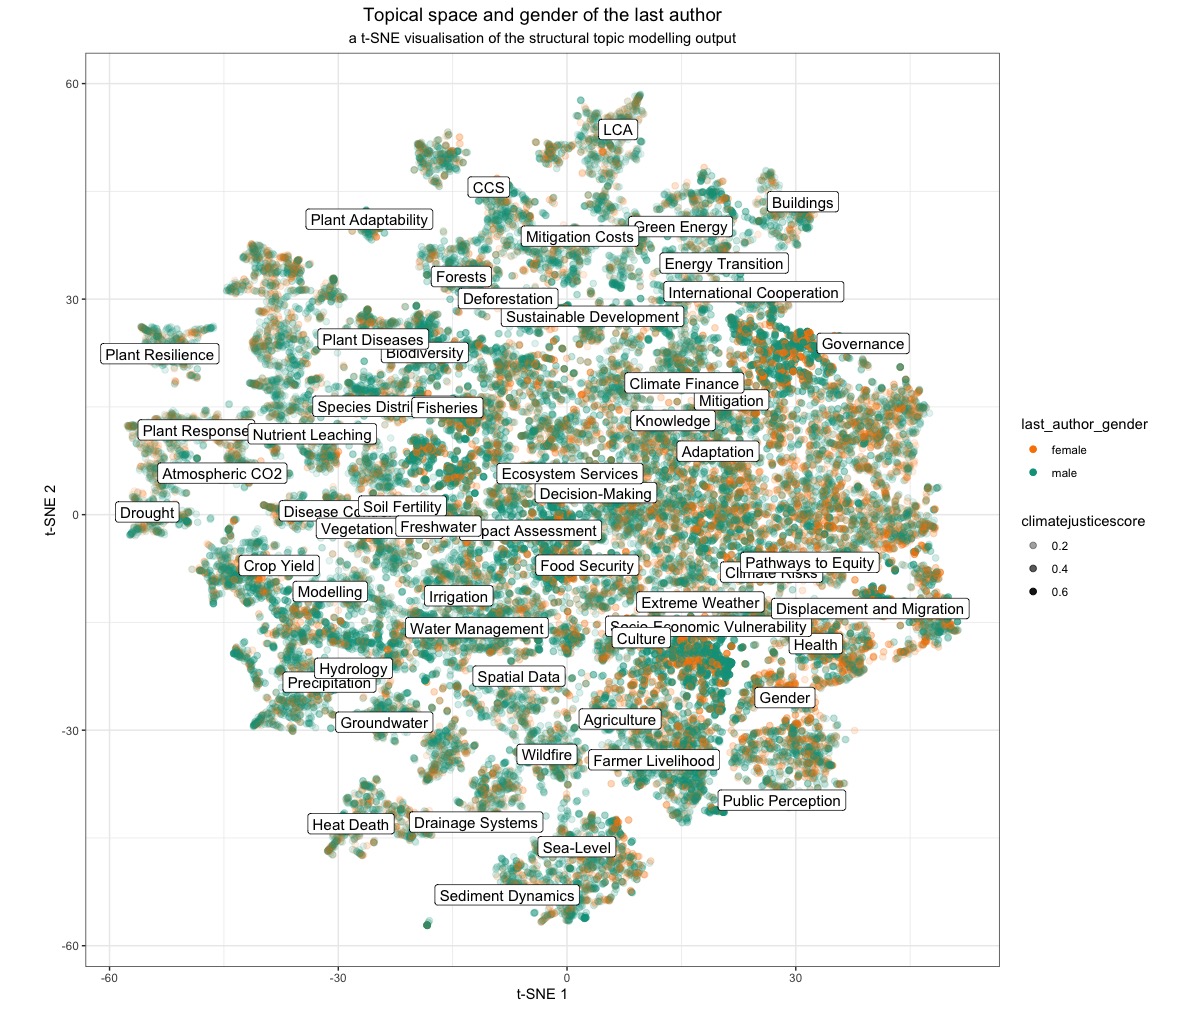 Topical space and gender of the last author
a t-SNE visualisation of the structural topic modelling output
60
30
0
-30
-60
t-SNE 2
LCA
CCS
Buildings
Plant Adaptability
Green Energy
Mitigation Costs
Energy Transition
Forests
International Cooperation
Deforestation
Sustainable Development
Plant Diseases
Governance
Biodiversity
Plant Resilience
Climate Finance
Mitigation
Species Distri
Fisheries
Knowledge
Plant Response
Nutrient Leaching
Adaptation
Atmospheric CO2
Ecosystem Services
Decision-Making
Drought
Disease Co
Soil Fertility
Vegetation
Freshwater
pact Assessment
Crop Yield
Food Security
Pathways to Equity
Climate Risks
Modelling
Irrigation
Extreme Weather
Displacement and Migration
Water Management
Socio-Economic Vulnerability
Culture
Health
Hydrology
Precipitation
Spatial Data
Gender
Groundwater
Agriculture
Wildfire
Farmer Livelihood
Public Perception
Heat Death
Drainage Systems
Sea-Level
Sediment Dynamics
-60
-30
0
30
t-SNE 1
last_author_gender
female
male
climatejusticescore
0.2
0.4
0.6